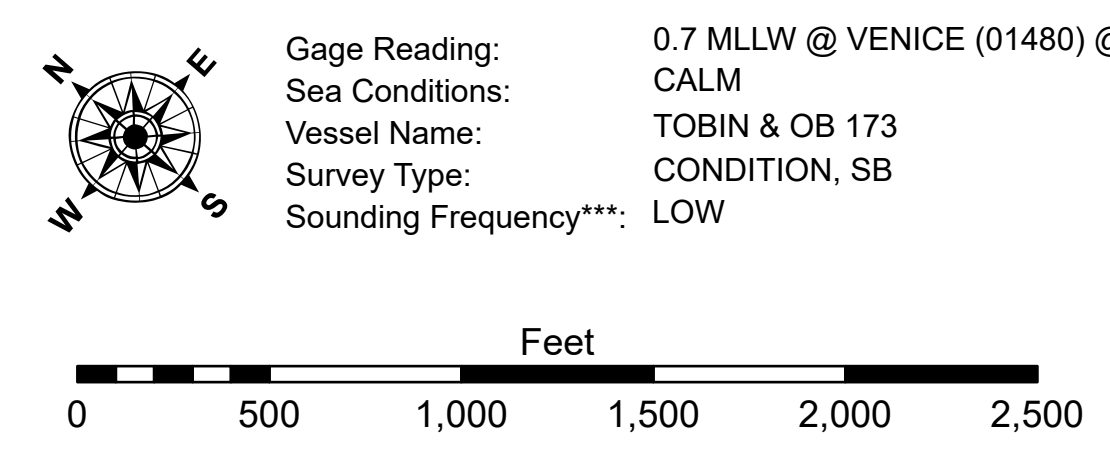 N E
W S
Gage Reading: 0.7 MLLW @ VENICE (01480) @
Sea Conditions: CALM
Vessel Name: TOBIN & OB 173
Survey Type: CONDITION, SB
Sounding Frequency***: LOW
Feet
0 500 1,000 1,500 2,000 2,500